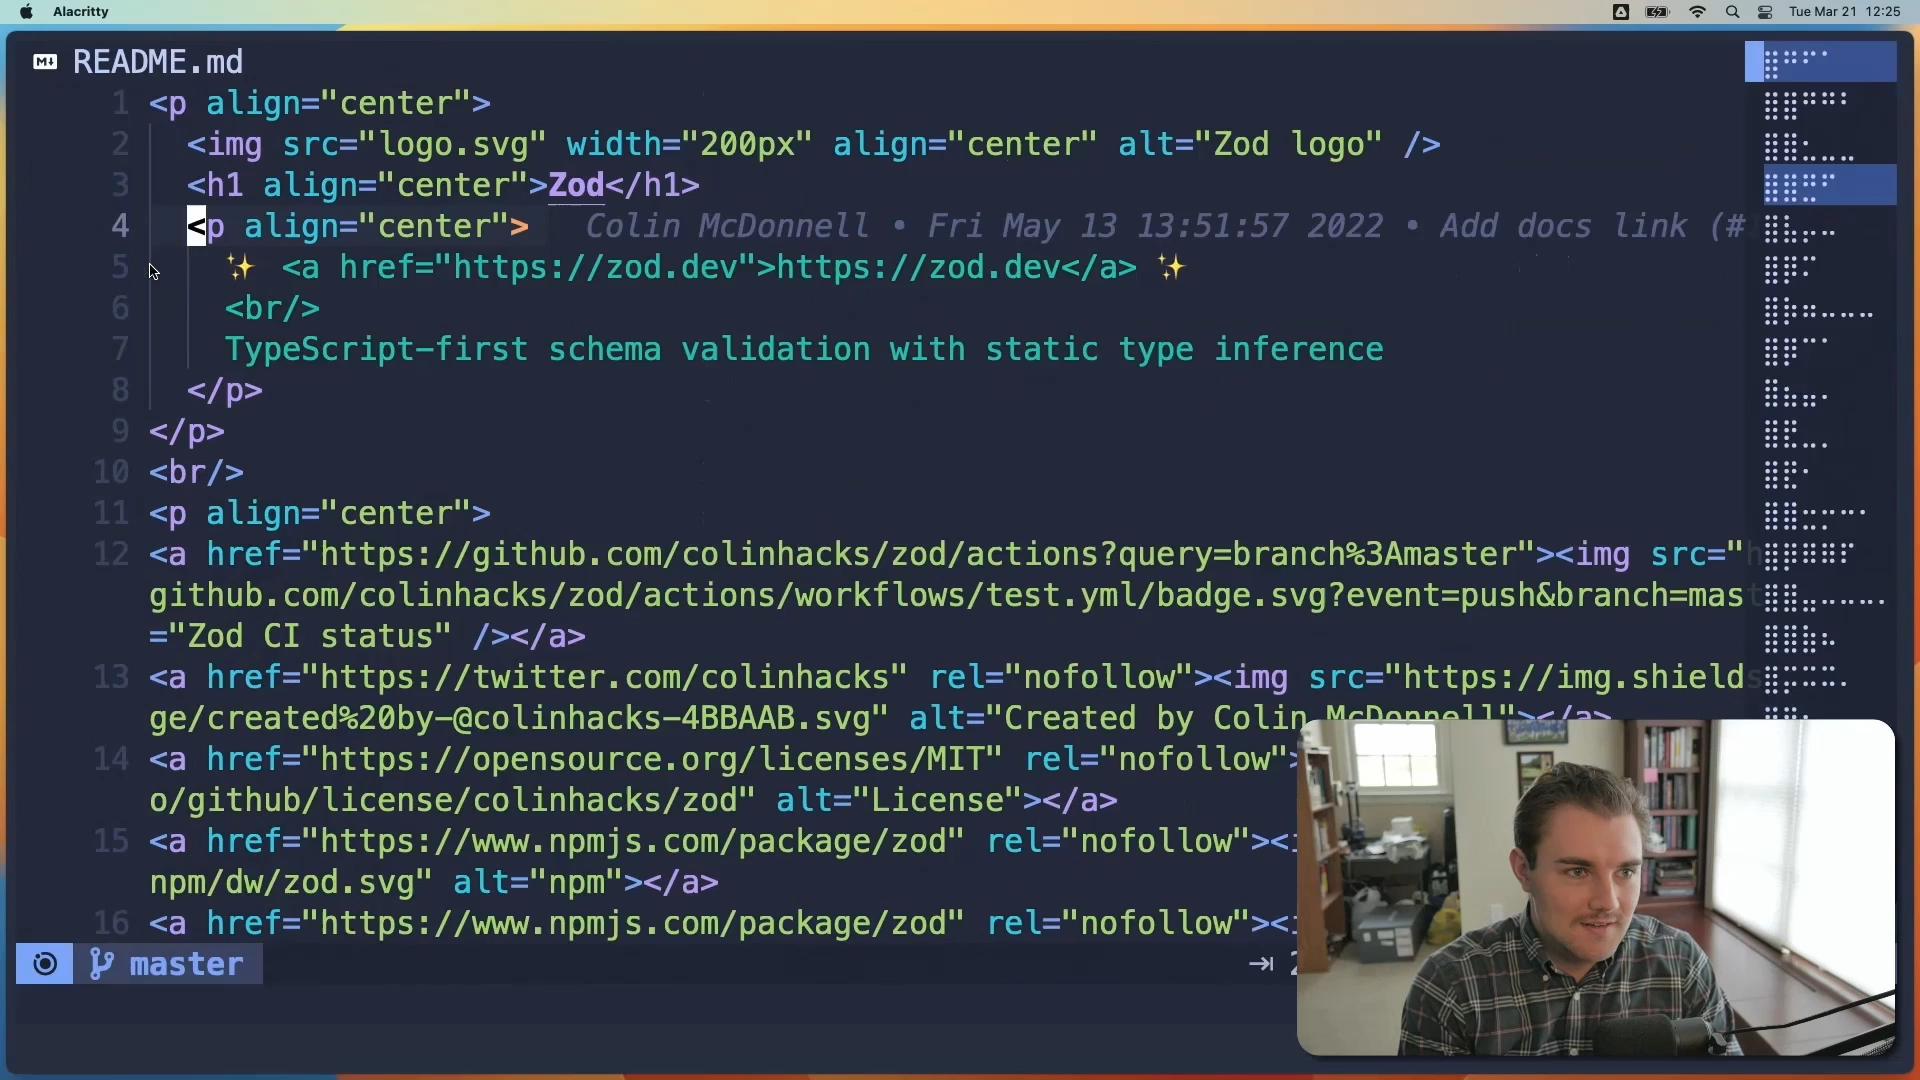 Alacritty
Tue Mar 21 12:25
M↓ README.md
1 <p align="center">
2 <img src="logo.svg" width="200px" align="center" alt="Zod logo" />
3 <h1 align="center">Zod</h1>
4 <p align="center"> Colin McDonnell • Fri May 13 13:51:57 2022 • Add docs link (#
5 ✨ <a href="https://zod.dev">https://zod.dev</a> ✨
6 <br/>
7 TypeScript-first schema validation with static type inference
8 </p>
9 </p>
10 <br/>
11 <p align="center">
12 <a href="https://github.com/colinhacks/zod/actions?query=branch%3Amaster"><img src="h
github.com/colinhacks/zod/actions/workflows/test.yml/badge.svg?event=push&branch=mast
="Zod CI status" /></a>
13 <a href="https://twitter.com/colinhacks" rel="nofollow"><img src="https://img.shields
ge/created%20by-@colinhacks-4BBAAB.svg" alt="Created by Colin McDonnell"></a>
14 <a href="https://opensource.org/licenses/MIT" rel="nofollow">
o/github/license/colinhacks/zod" alt="License"></a>
15 <a href="https://www.npmjs.com/package/zod" rel="nofollow"><i
npm/dw/zod.svg" alt="npm"></a>
16 <a href="https://www.npmjs.com/package/zod" rel="nofollow"><i
master